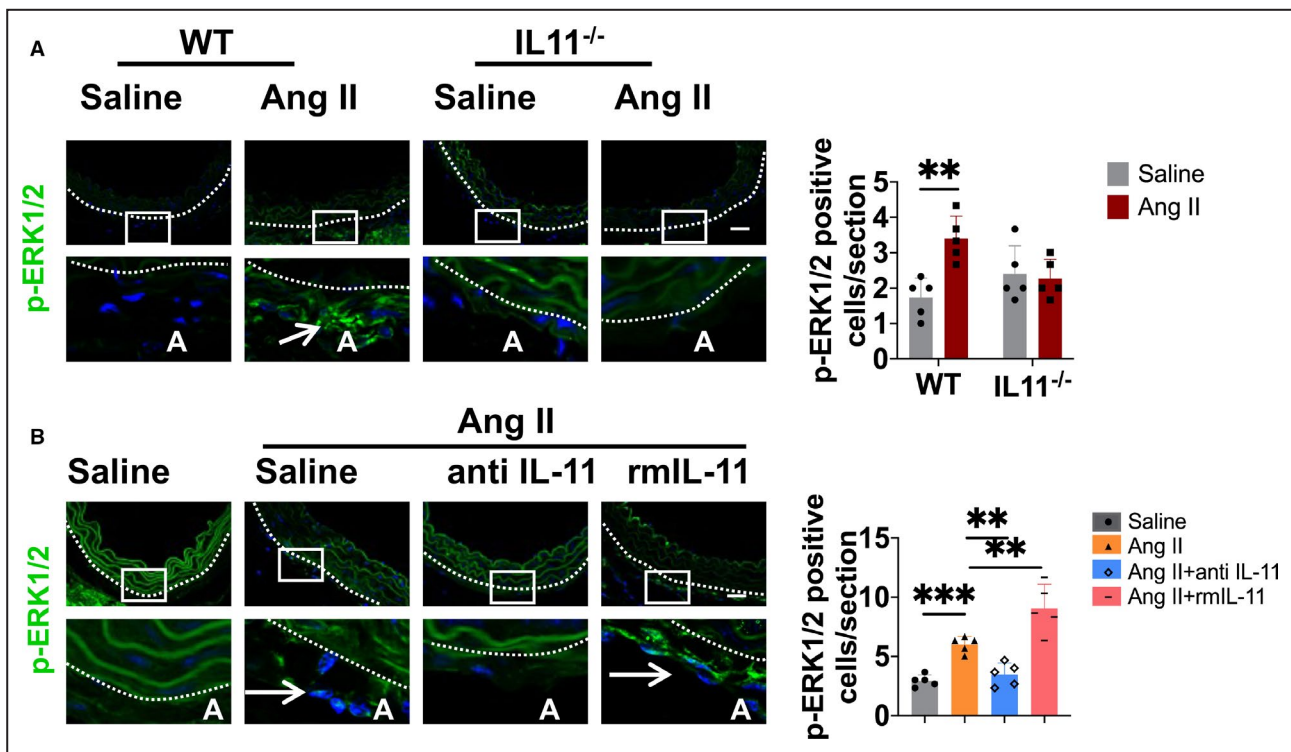 A
WT
IL11-/-
Saline
Ang II
Saline
Ang II
p-ERK1/2
A
A
A
A
p-ERK1/2 positive
cells/section
5
4
3
2
1
0
**
WT
IL11-/-
Saline
Ang II
B
Ang II
Saline
Saline
anti IL-11
rmIL-11
p-ERK1/2
A
A
A
A
p-ERK1/2 positive
cells/section
15
10
5
0
***
**
**
Saline
Ang II
Ang II+anti IL-11
Ang II+rmIL-11